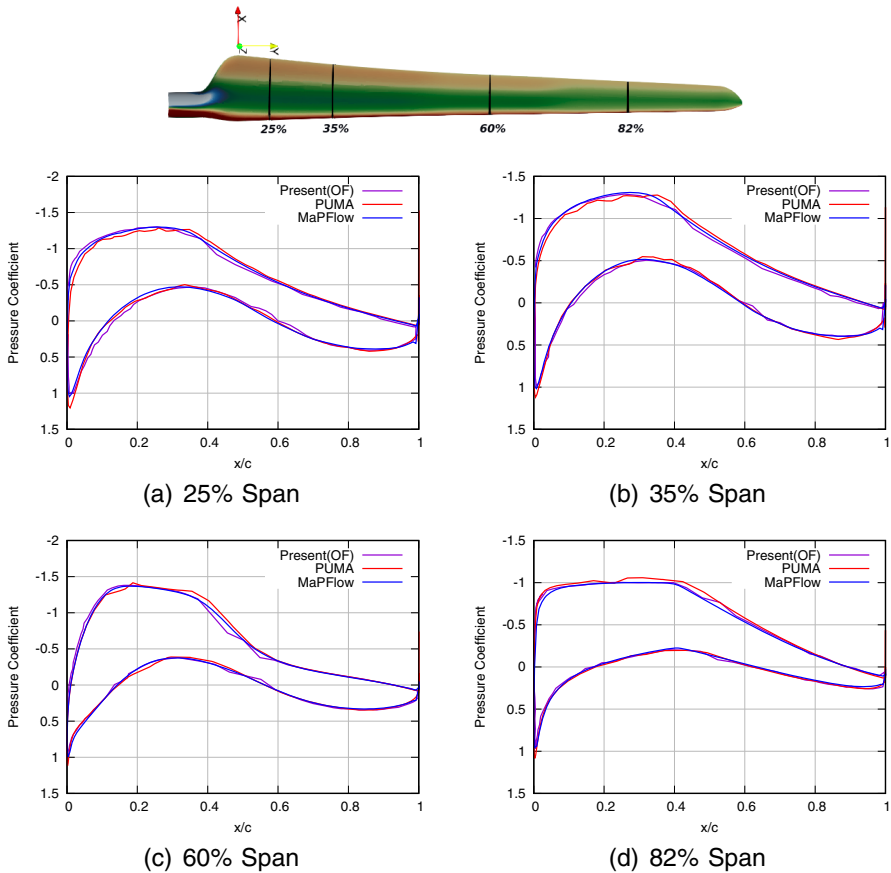 X
Z
Y
25%
35%
60%
82%
-2
-1.5
-1
-0.5
0
0.5
1
1.5
Pressure Coefficient
Present(OF)
PUMA
MaPFlow
0
0.2
0.4
0.6
0.8
1
x/c
(a) 25% Span
-1.5
-1
-0.5
0
0.5
1
1.5
Pressure Coefficient
Present(OF)
PUMA
MaPFlow
0
0.2
0.4
0.6
0.8
1
x/c
(b) 35% Span
-2
-1.5
-1
-0.5
0
0.5
1
1.5
Pressure Coefficient
Present(OF)
PUMA
MaPFlow
0
0.2
0.4
0.6
0.8
1
x/c
(c) 60% Span
-1.5
-1
-0.5
0
0.5
1
1.5
Pressure Coefficient
Present(OF)
PUMA
MaPFlow
0
0.2
0.4
0.6
0.8
1
x/c
(d) 82% Span